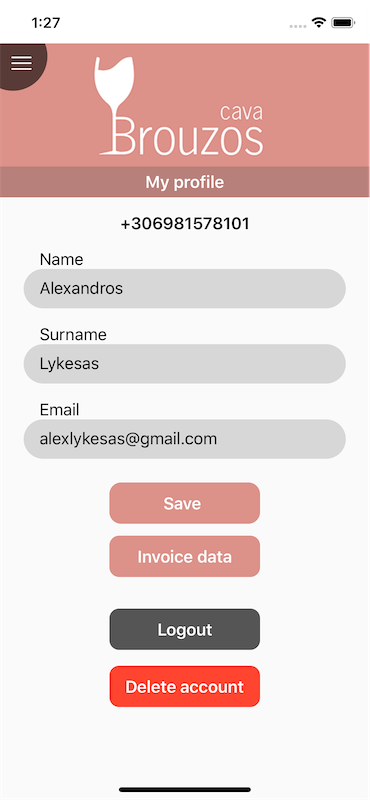 1:27
cava
Brouzos
My profile
+306981578101
Name
Alexandros
Surname
Lykesas
Email
alexlykesas@gmail.com
Save
Invoice data
Logout
Delete account